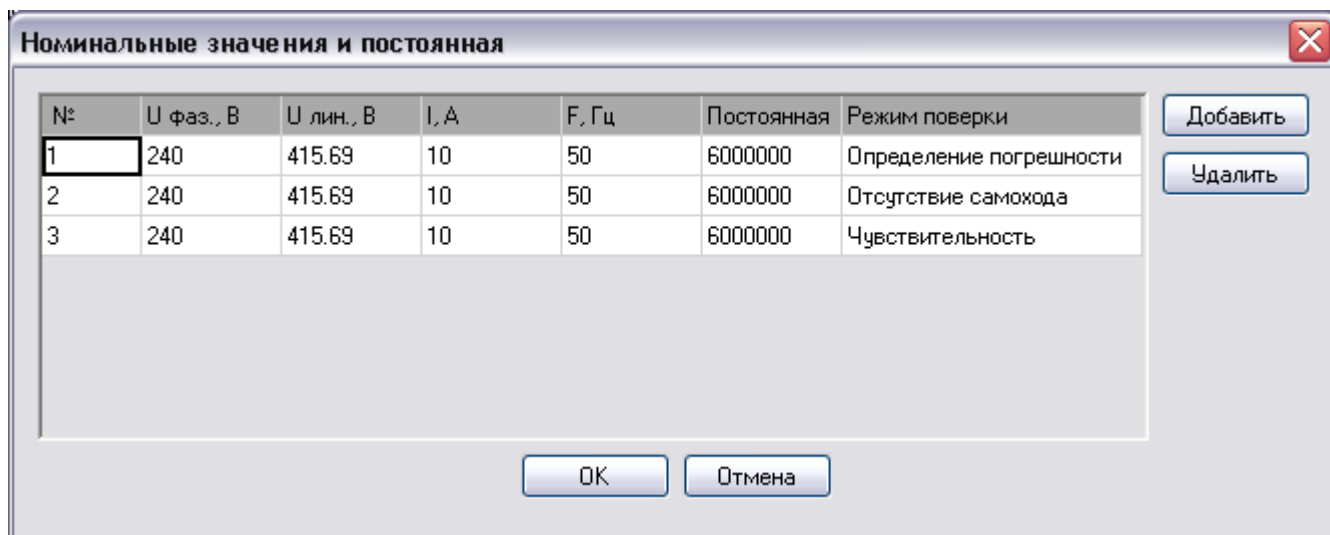 Номинальные значения и постоянная
№ U фаз., В U лин., В I, А F, Гц Постоянная Режим поверки
1 240 415.69 10 50 6000000 Определение погрешности
2 240 415.69 10 50 6000000 Отсутствие самохода
3 240 415.69 10 50 6000000 Чувствительность
Добавить
Удалить
OK Отмена